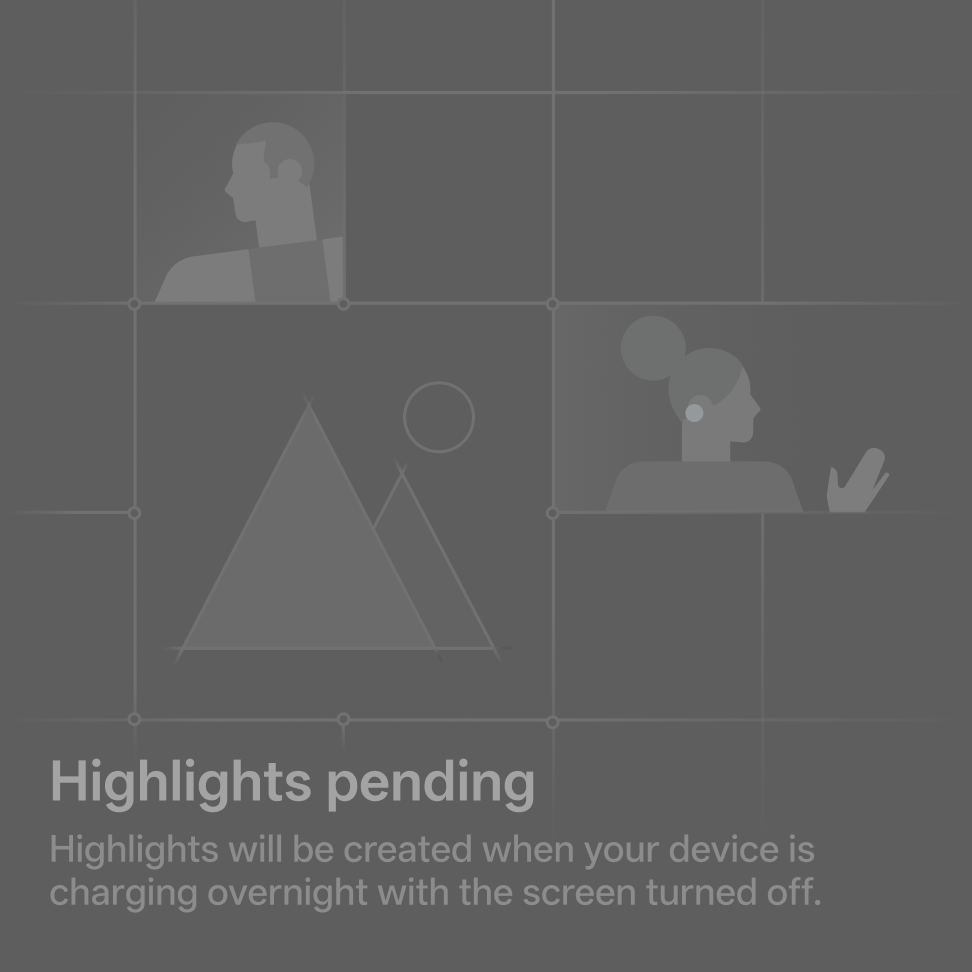 Highlights pending
Highlights will be created when your device is
charging overnight with the screen turned off.